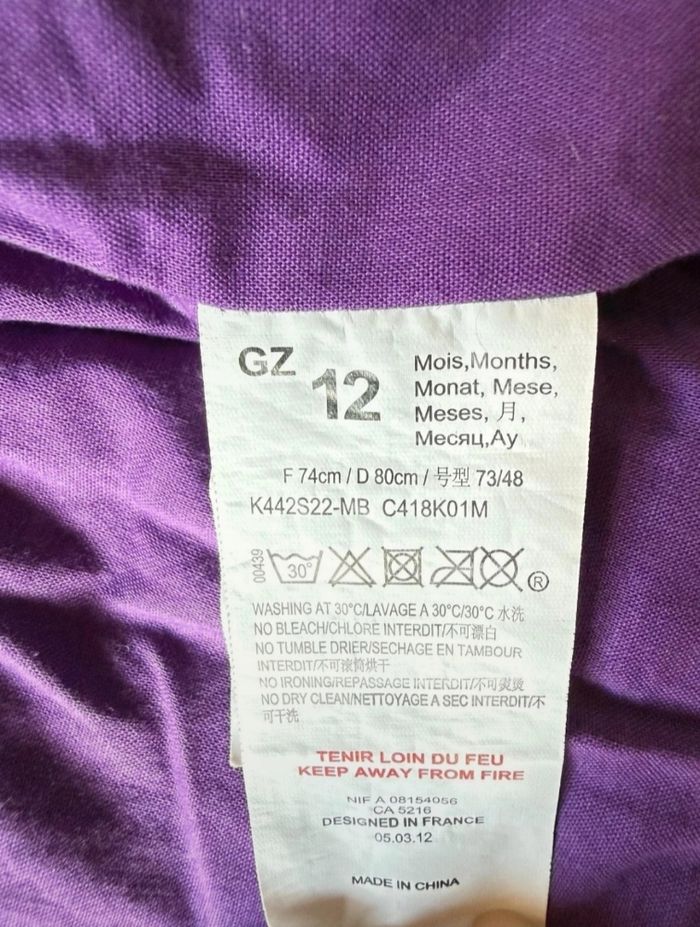 GZ
12
Mois,Months,
Monat, Mese,
Meses, 月,
Месяц,Ay
F 74cm / D 80cm / 号型 73/48
K442S22-MB C418K01M
00439
30°
®
WASHING AT 30°C/LAVAGE A 30°C/30°C 水洗
NO BLEACH/CHLORE INTERDIT/不可漂白
NO TUMBLE DRIER/SECHAGE EN TAMBOUR
INTERDIT/不可滚筒烘干
NO IRONING/REPASSAGE INTERDIT/不可熨烫
NO DRY CLEAN/NETTOYAGE A SEC INTERDIT/不
可干洗
TENIR LOIN DU FEU
KEEP AWAY FROM FIRE
NIF A 08154056
CA 5216
DESIGNED IN FRANCE
05.03.12
MADE IN CHINA